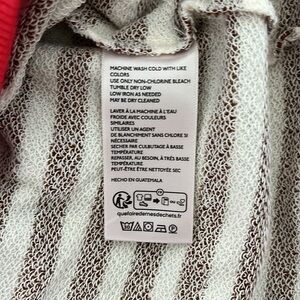 MACHINE WASH COLD WITH LIKE
COLORS
USE ONLY NON-CHLORINE BLEACH
TUMBLE DRY LOW
LOW IRON AS NEEDED
MAY BE DRY CLEANED
LAVER À LA MACHINE À L'EAU
FROIDE AVEC COULEURS
SIMILAIRES
UTILISER UN AGENT
DE BLANCHIMENT SANS CHLORE SI
NÉCESSAIRE
SECHER PAR CULBUTAGE À BASSE
TEMPÉRATURE
REPASSER, AU BESOIN, À TRÈS BASSE
TEMPÉRATURE
PEUT-ÊTRE ÊTRE NETTOYÉE SEC
HECHO EN GUATEMALA
quefairedemesdechets.fr